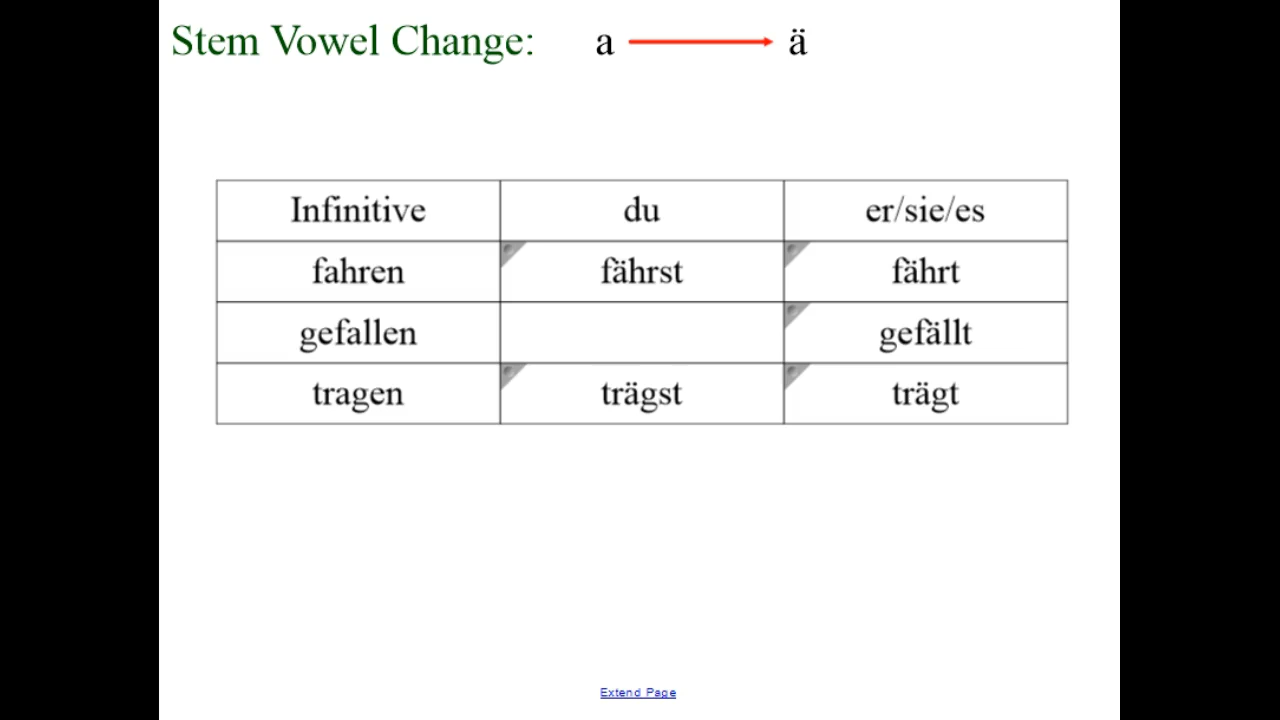 Stem Vowel Change: a ä
Infinitive du er/sie/es
fahren fährst fährt
gefallen gefällt
tragen trägst trägt
Extend Page